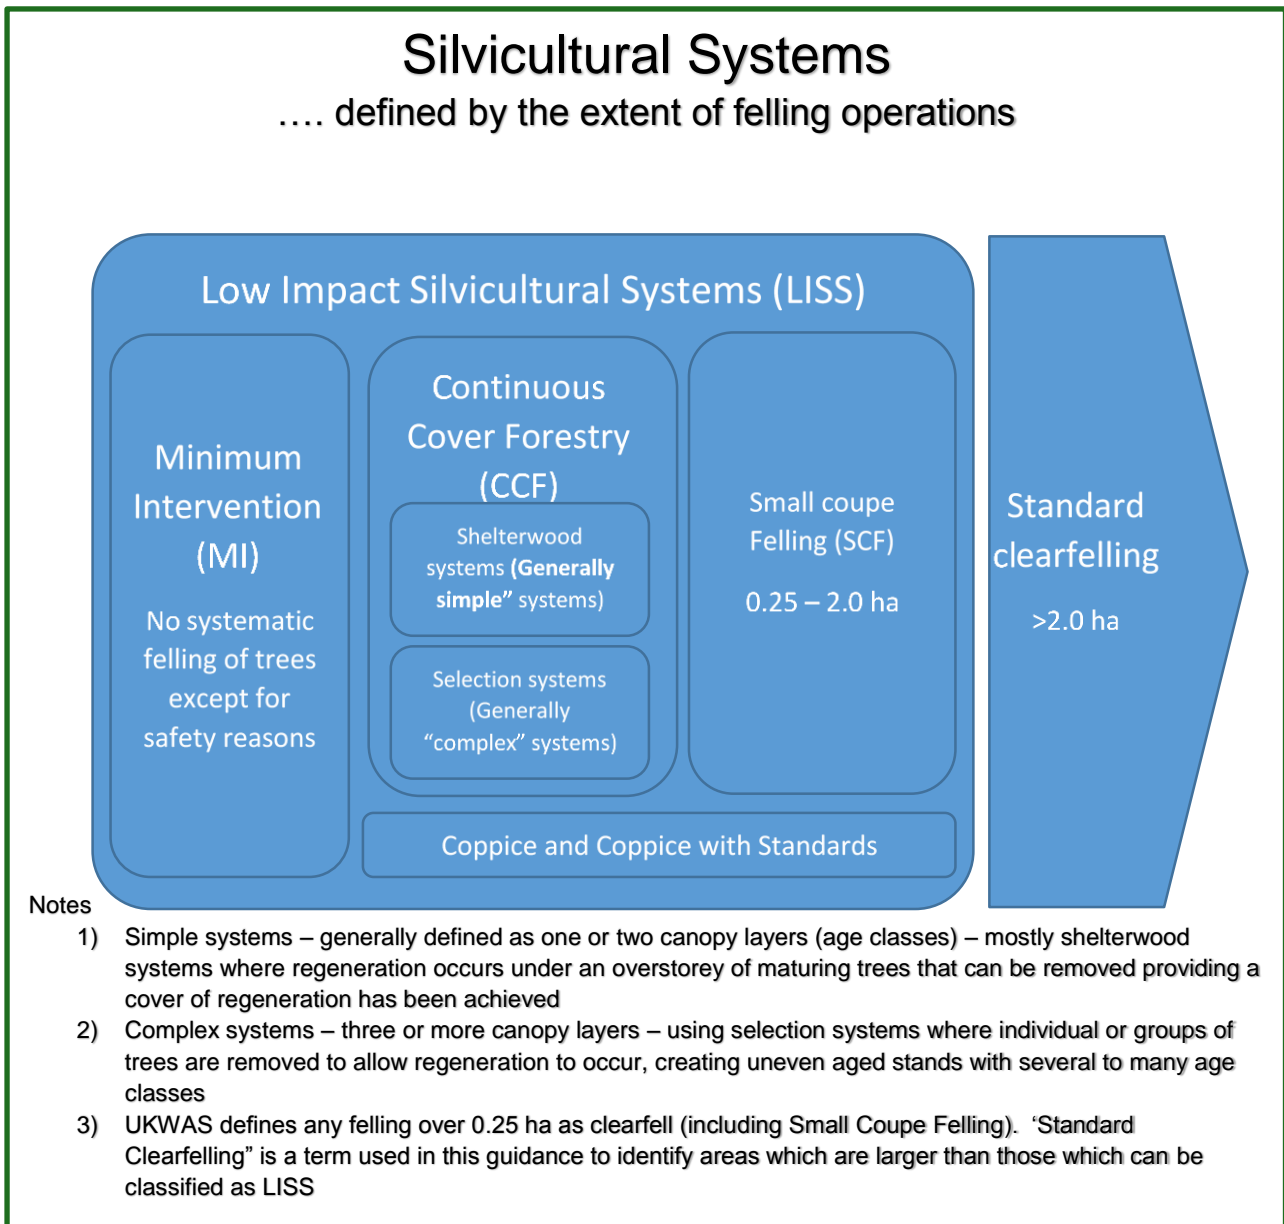 Silvicultural Systems
…. defined by the extent of felling operations
Low Impact Silvicultural Systems (LISS)
Minimum
Intervention
(MI)
No systematic
felling of trees
except for
safety reasons
Continuous
Cover Forestry
(CCF)
Shelterwood
systems (Generally
simple” systems)
Selection systems
(Generally
“complex” systems)
Small coupe
Felling (SCF)
0.25 – 2.0 ha
Coppice and Coppice with Standards
Standard
clearfelling
>2.0 ha
Notes
1) Simple systems – generally defined as one or two canopy layers (age classes) – mostly shelterwood
systems where regeneration occurs under an overstorey of maturing trees that can be removed providing a
cover of regeneration has been achieved
2) Complex systems – three or more canopy layers – using selection systems where individual or groups of
trees are removed to allow regeneration to occur, creating uneven aged stands with several to many age
classes
3) UKWAS defines any felling over 0.25 ha as clearfell (including Small Coupe Felling). ‘Standard
Clearfelling” is a term used in this guidance to identify areas which are larger than those which can be
classified as LISS